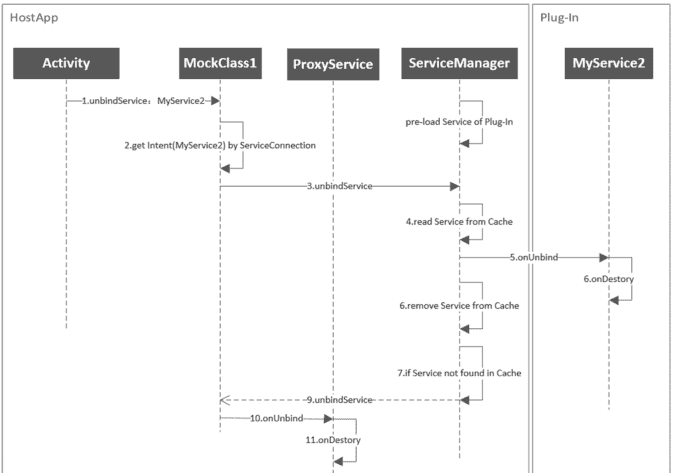 HostApp
Plug-In
Activity
MockClass1
ProxyService
ServiceManager
MyService2
1.unbindService：MyService2
pre-load Service of Plug-In
2.get Intent(MyService2) by ServiceConnection
3.unbindService
4.read Service from Cache
5.onUnbind
6.onDestory
6.remove Service from Cache
7.if Service not found in Cache
9.unbindService
10.onUnbind
11.onDestory